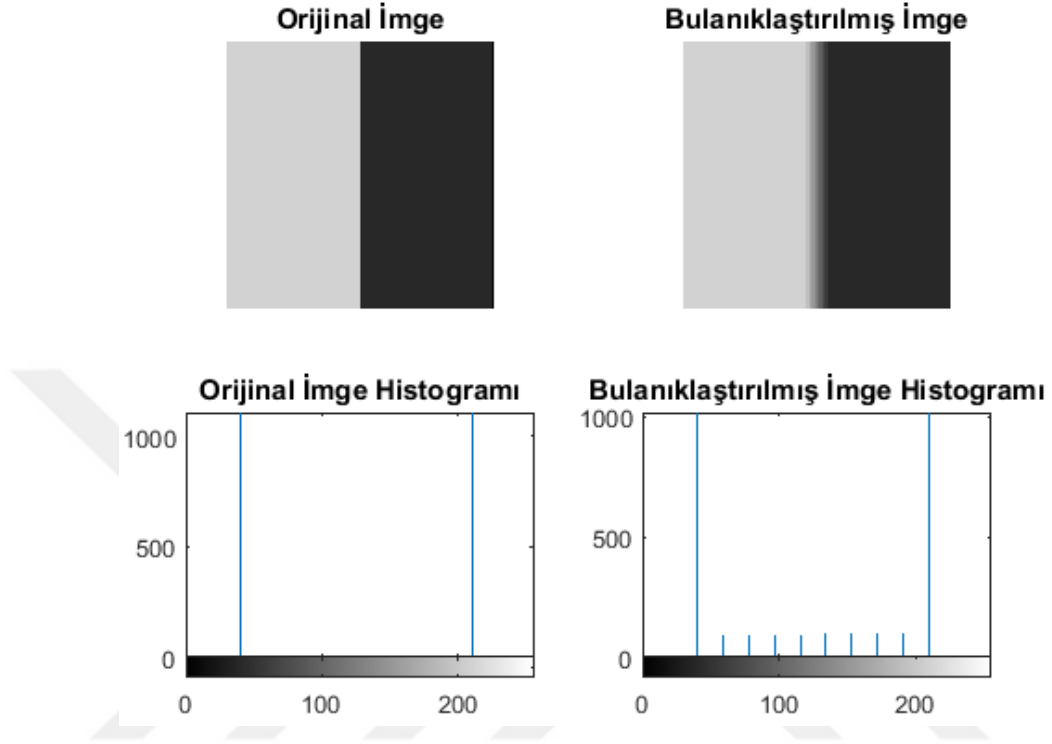 Orijinal İmge
Bulanıklaştırılmış İmge
Orijinal İmge Histogramı
1000
500
0
0 100 200
Bulanıklaştırılmış İmge Histogramı
1000
500
0
0 100 200